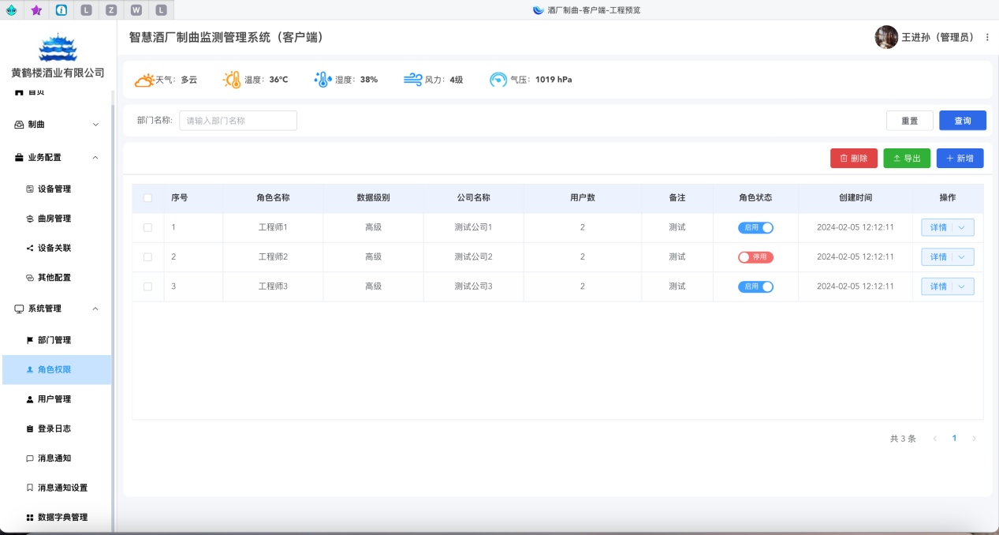 L Z W L 酒厂制曲-客户端-工程预览
黄鹤楼酒业有限公司
智慧酒厂制曲监测管理系统（客户端）
王进孙（管理员）
天气: 多云 温度: 36℃ 湿度: 38% 风力: 4级 气压: 1019 hPa
首页
制曲
业务配置
设备管理
曲房管理
设备关联
其他配置
系统管理
部门管理
角色权限
用户管理
登录日志
消息通知
消息通知设置
数据字典管理
部门名称: 请输入部门名称 重置 查询
删除 导出 新增
序号 角色名称 数据级别 公司名称 用户数 备注 角色状态 创建时间 操作
1 工程师1 高级 测试公司1 2 测试 启用 2024-02-05 12:12:11 详情
2 工程师2 高级 测试公司2 2 测试 停用 2024-02-05 12:12:11 详情
3 工程师3 高级 测试公司3 2 测试 启用 2024-02-05 12:12:11 详情
共 3 条 1